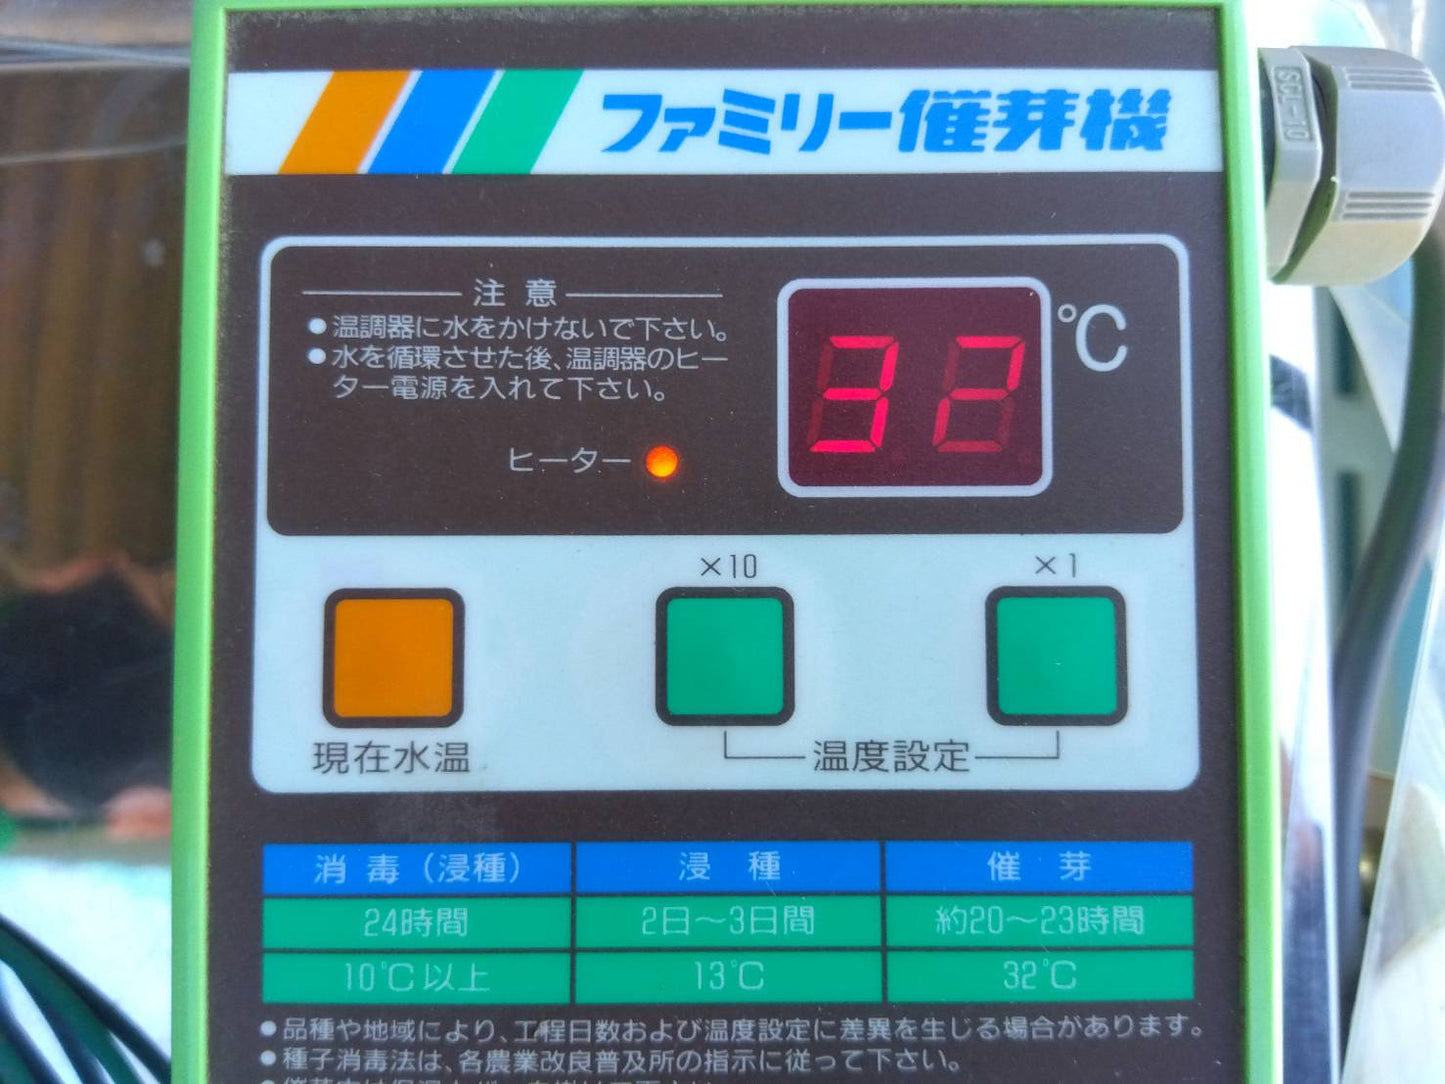 ファミリー催芽機
SCL-10
注意
●温調器に水をかけないで下さい。
●水を循環させた後、温調器のヒー
ター電源を入れて下さい。
32
℃
ヒーター
×10
×1
現在水温
温度設定
消毒(浸種) 浸種 催芽
24時間 2日〜3日間 約20〜23時間
10℃以上 13℃ 32℃
●品種や地域により、工程日数および温度設定に差異を生じる場合があります。
●種子消毒法は、各農業改良普及所の指示に従って下さい。